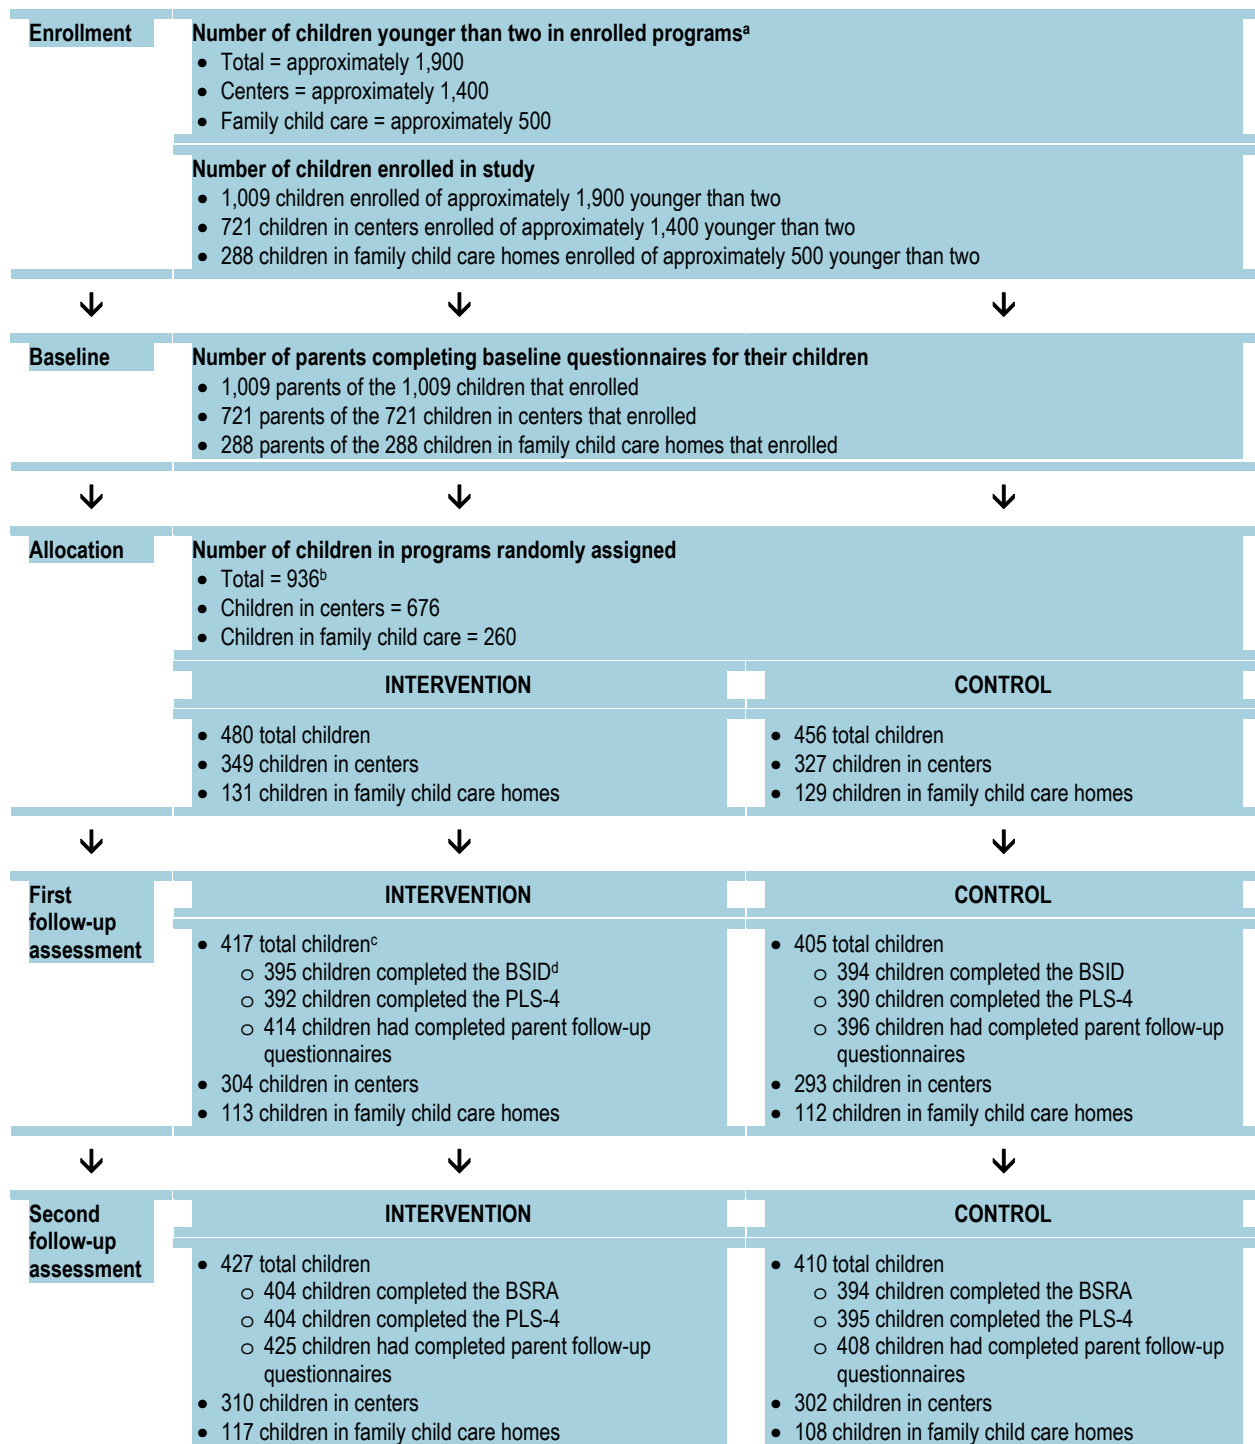 Enrollment
Number of children younger than two in enrolled programsᵃ
• Total = approximately 1,900
• Centers = approximately 1,400
• Family child care = approximately 500
Number of children enrolled in study
• 1,009 children enrolled of approximately 1,900 younger than two
• 721 children in centers enrolled of approximately 1,400 younger than two
• 288 children in family child care homes enrolled of approximately 500 younger than two
Baseline
Number of parents completing baseline questionnaires for their children
• 1,009 parents of the 1,009 children that enrolled
• 721 parents of the 721 children in centers that enrolled
• 288 parents of the 288 children in family child care homes that enrolled
Allocation
Number of children in programs randomly assigned
• Total = 936ᵇ
• Children in centers = 676
• Children in family child care = 260
INTERVENTION
• 480 total children
• 349 children in centers
• 131 children in family child care homes
CONTROL
• 456 total children
• 327 children in centers
• 129 children in family child care homes
First
follow-up
assessment
INTERVENTION
• 417 total childrenᶜ
o 395 children completed the BSIDᵈ
o 392 children completed the PLS-4
o 414 children had completed parent follow-up
questionnaires
• 304 children in centers
• 113 children in family child care homes
CONTROL
• 405 total children
o 394 children completed the BSID
o 390 children completed the PLS-4
o 396 children had completed parent follow-up
questionnaires
• 293 children in centers
• 112 children in family child care homes
Second
follow-up
assessment
INTERVENTION
• 427 total children
o 404 children completed the BSRA
o 404 children completed the PLS-4
o 425 children had completed parent follow-up
questionnaires
• 310 children in centers
• 117 children in family child care homes
CONTROL
• 410 total children
o 394 children completed the BSRA
o 395 children completed the PLS-4
o 408 children had completed parent follow-up
questionnaires
• 302 children in centers
• 108 children in family child care homes